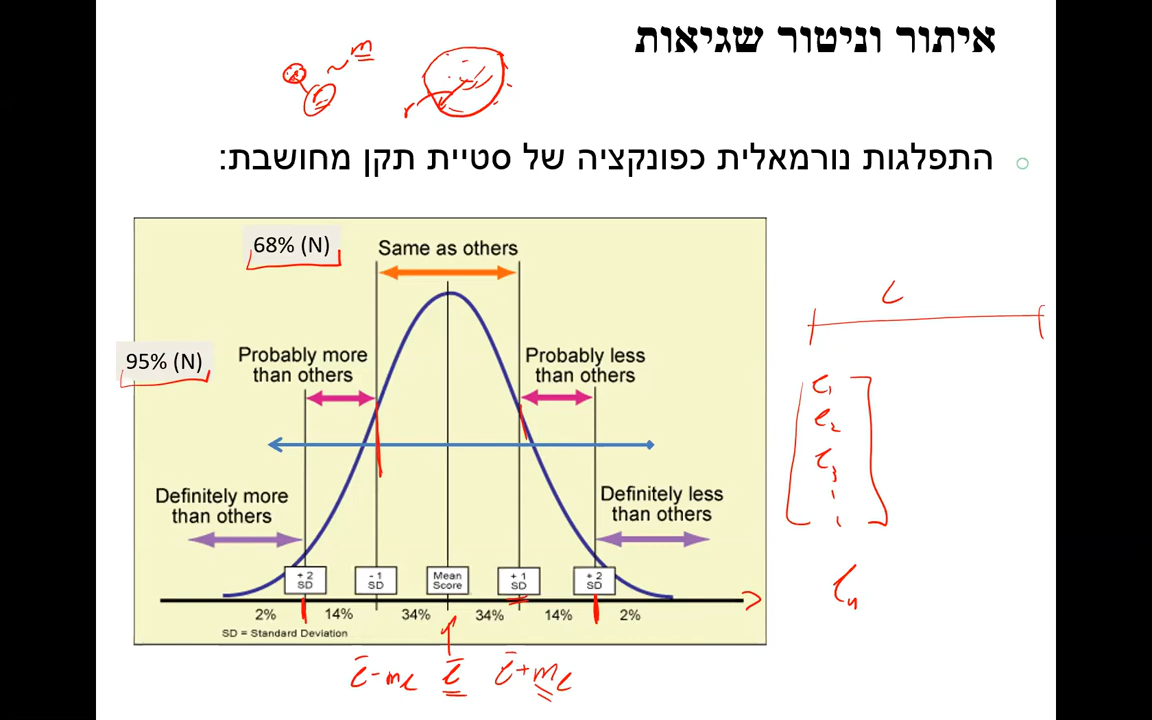 איתור וניטור שגיאות
m
r
התפלגות נורמאלית כפונקציה של סטיית תקן מחושבת:
68% (N)
Same as others
95% (N)
Probably more
than others
Probably less
than others
Definitely more
than others
Definitely less
than others
+ 2
SD
- 1
SD
Mean
Score
+ 1
SD
+ 2
SD
2%
14%
34%
34%
14%
2%
SD = Standard Deviation